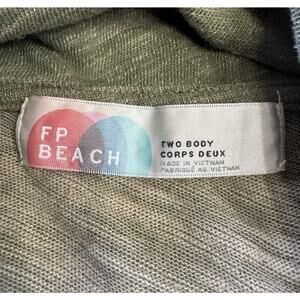 FP
BEACH
TWO BODY
CORPS DEUX
MADE IN VIETNAM
FABRIQUÉ AU VIETNAM